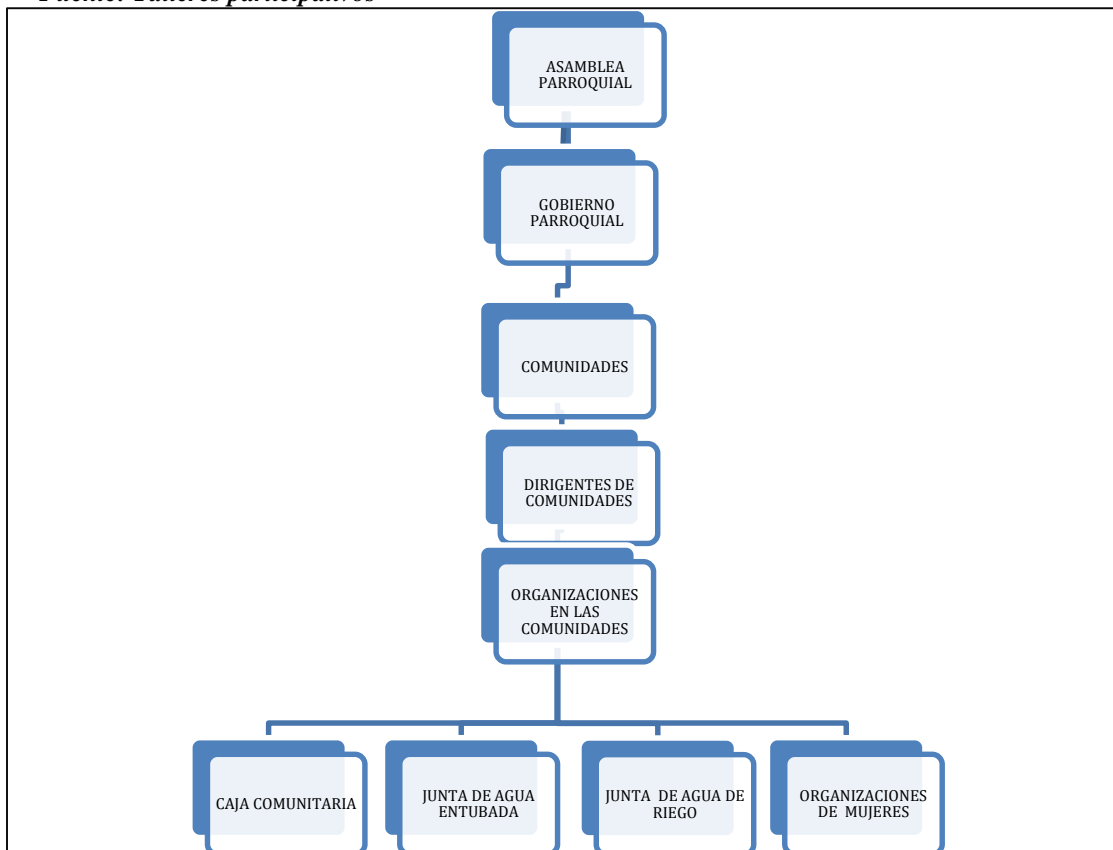 Fuente: Talleres participativos
ASAMBLEA
PARROQUIAL
GOBIERNO
PARROQUIAL
COMUNIDADES
DIRIGENTES DE
COMUNIDADES
ORGANIZACIONES
EN LAS
COMUNIDADES
CAJA COMUNITARIA
JUNTA DE AGUA
ENTUBADA
JUNTA DE AGUA DE
RIEGO
ORGANIZACIONES
DE MUJERES